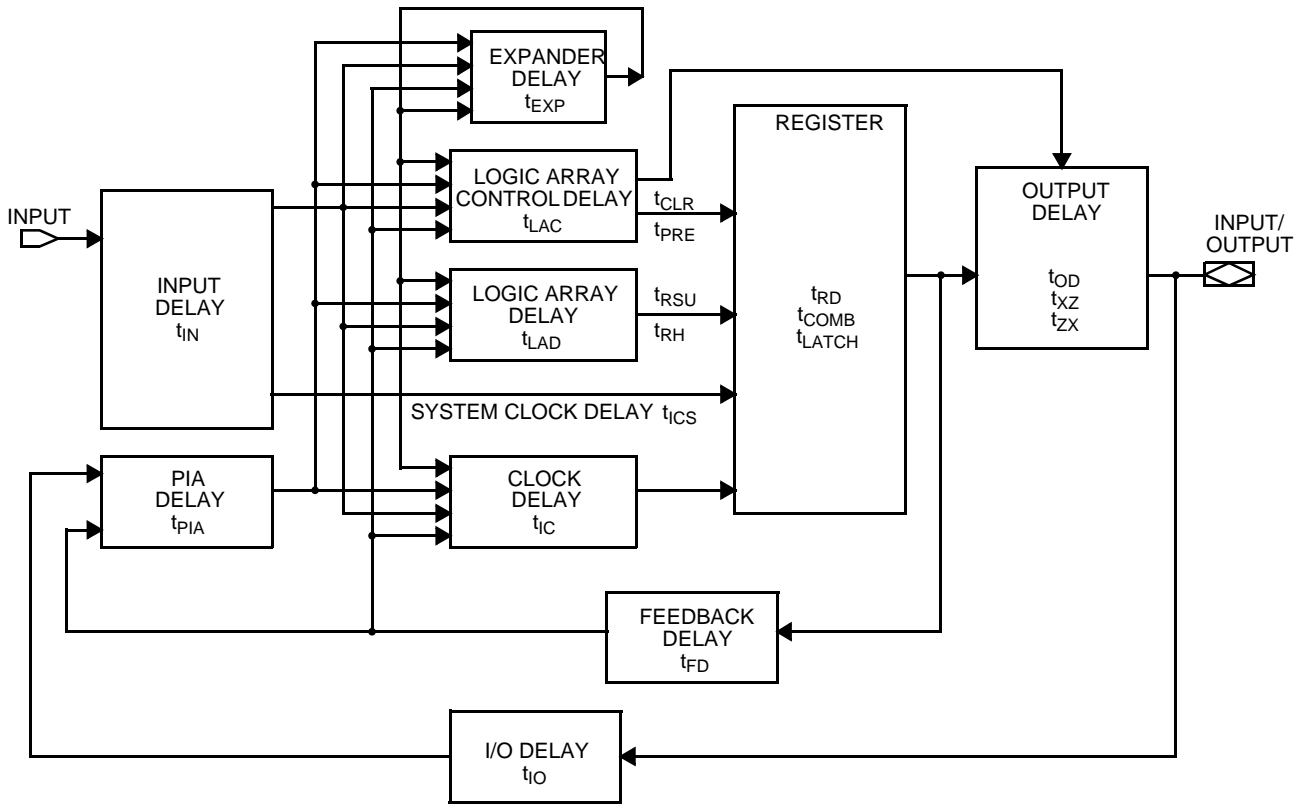 EXPANDER
DELAY
tEXP
REGISTER
LOGIC ARRAY
CONTROL DELAY
tLAC
tCLR
tPRE
OUTPUT
DELAY
tOD
tXZ
tZX
INPUT
INPUT/
OUTPUT
INPUT
DELAY
tIN
LOGIC ARRAY
DELAY
tLAD
tRSU
tRH
tRD
tCOMB
tLATCH
SYSTEM CLOCK DELAY tICS
PIA
DELAY
tPIA
CLOCK
DELAY
tIC
FEEDBACK
DELAY
tFD
I/O DELAY
tIO